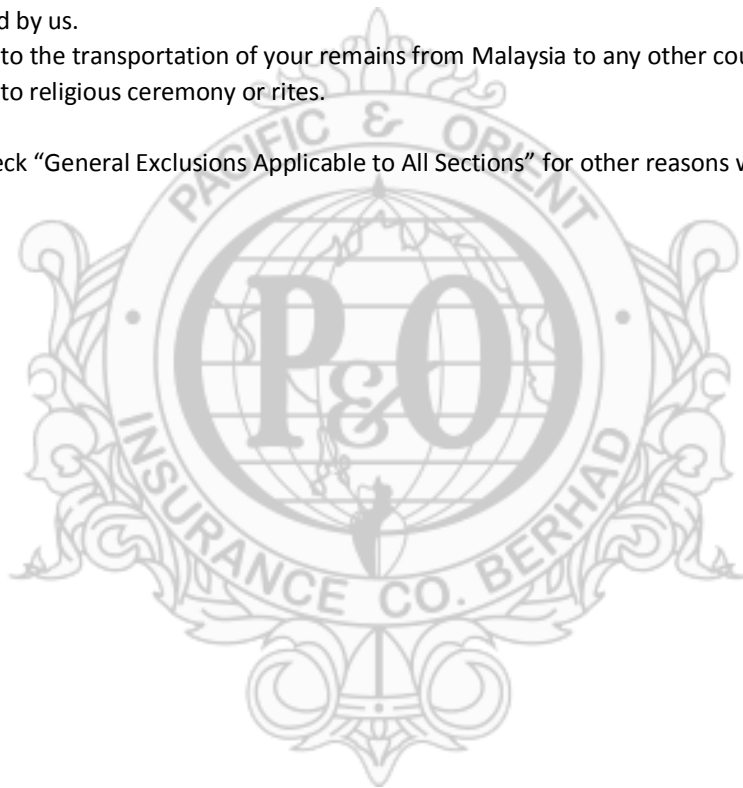 d by us.
to the transportation of your remains from Malaysia to any other cou
to religious ceremony or rites.
eck “General Exclusions Applicable to All Sections” for other reasons w
PACIFIC & ORIENT
P&O
INSURANCE CO. BERHAD